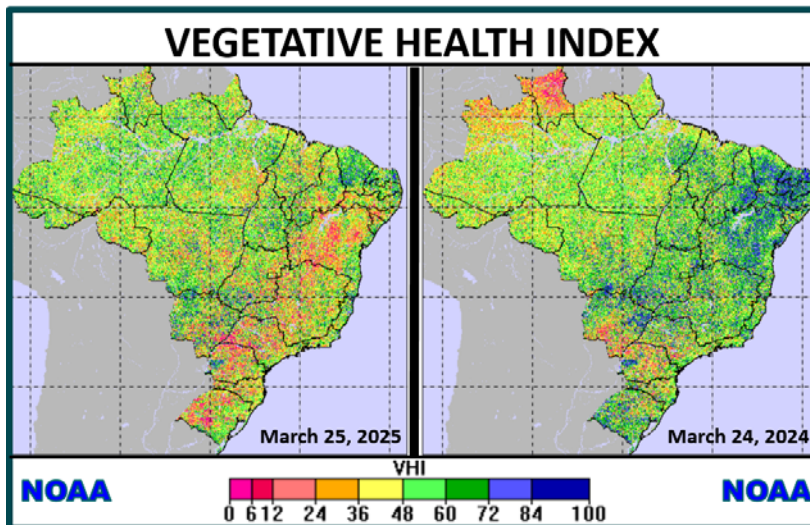 VEGETATIVE HEALTH INDEX
March 25, 2025
March 24, 2024
VHI
NOAA
NOAA
0 6 12 24 36 48 60 72 84 100